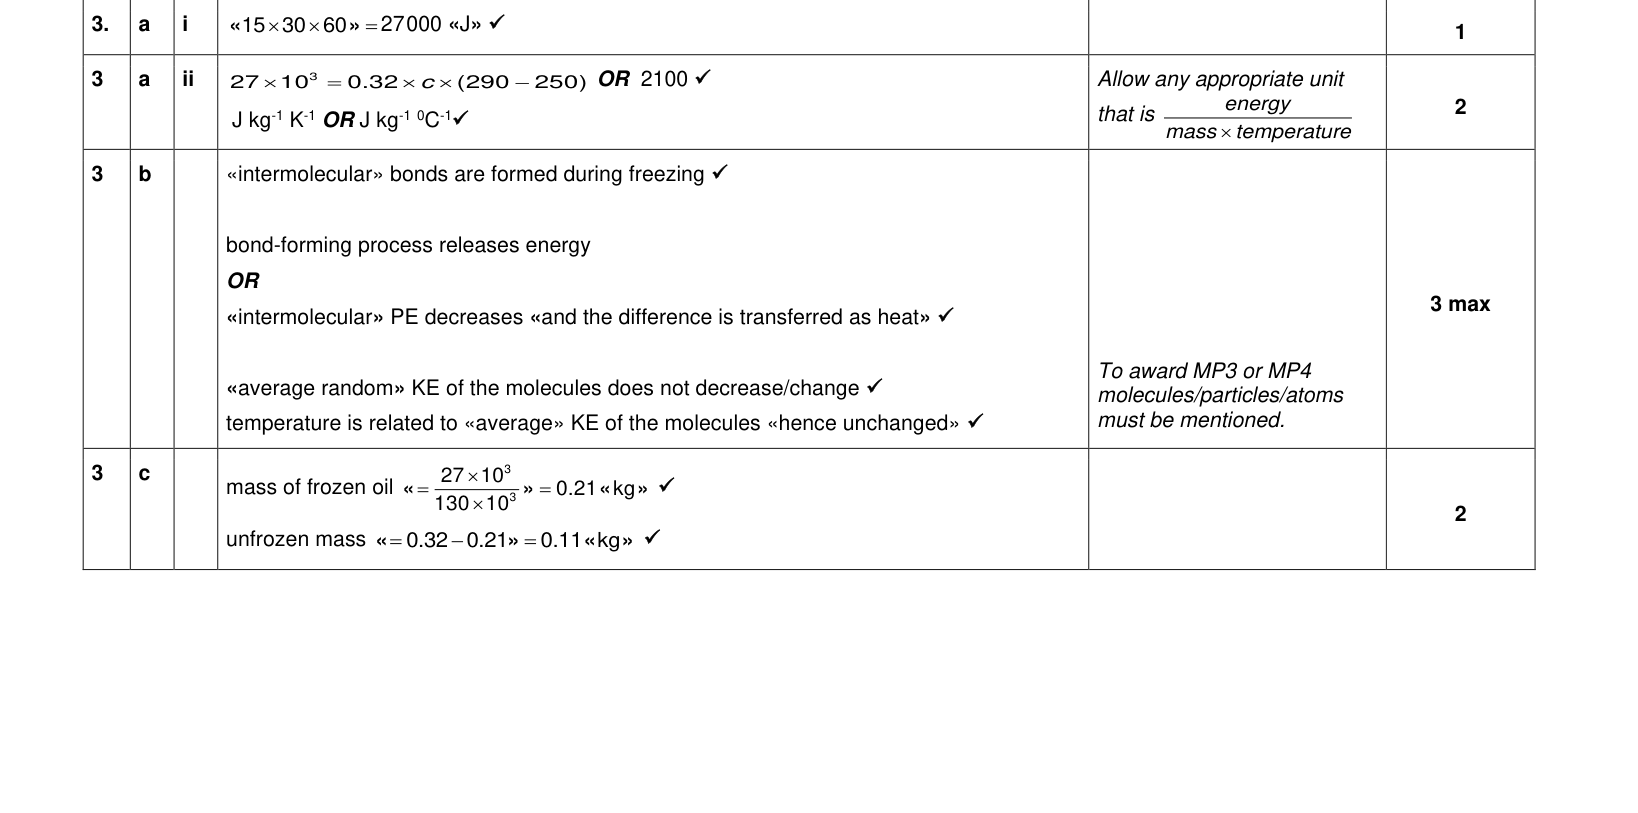 3. a i «15×30×60» =27000 «J» ✓ 1
3 a ii 27×10³ = 0.32×c×(290−250) OR 2100 ✓
J kg⁻¹ K⁻¹ OR J kg⁻¹ ⁰C⁻¹✓
Allow any appropriate unit
that is energy / mass×temperature
2
3 b «intermolecular» bonds are formed during freezing ✓
bond-forming process releases energy
OR
«intermolecular» PE decreases «and the difference is transferred as heat» ✓
«average random» KE of the molecules does not decrease/change ✓
temperature is related to «average» KE of the molecules «hence unchanged» ✓
To award MP3 or MP4
molecules/particles/atoms
must be mentioned.
3 max
3 c mass of frozen oil «= 27×10³ / 130×10³ » = 0.21«kg» ✓
unfrozen mass «= 0.32−0.21» = 0.11«kg» ✓
2